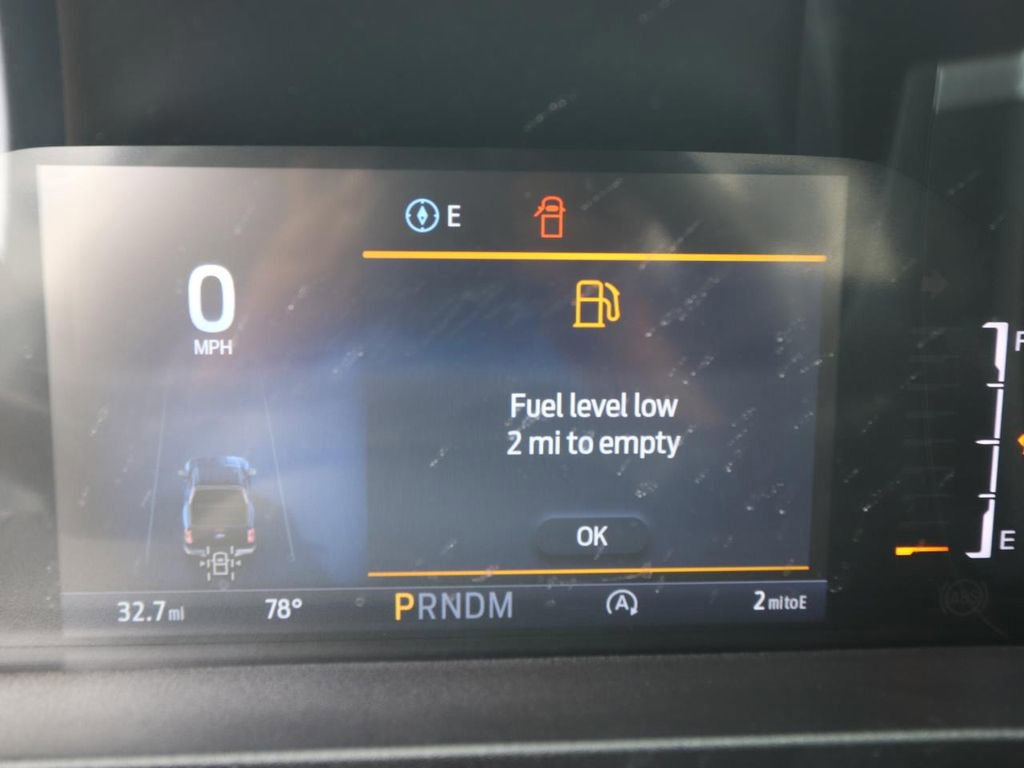 E
0
MPH
Fuel level low
2 mi to empty
OK
F
E
32.7 mi
78°
PRNDM
A
2 mi to E